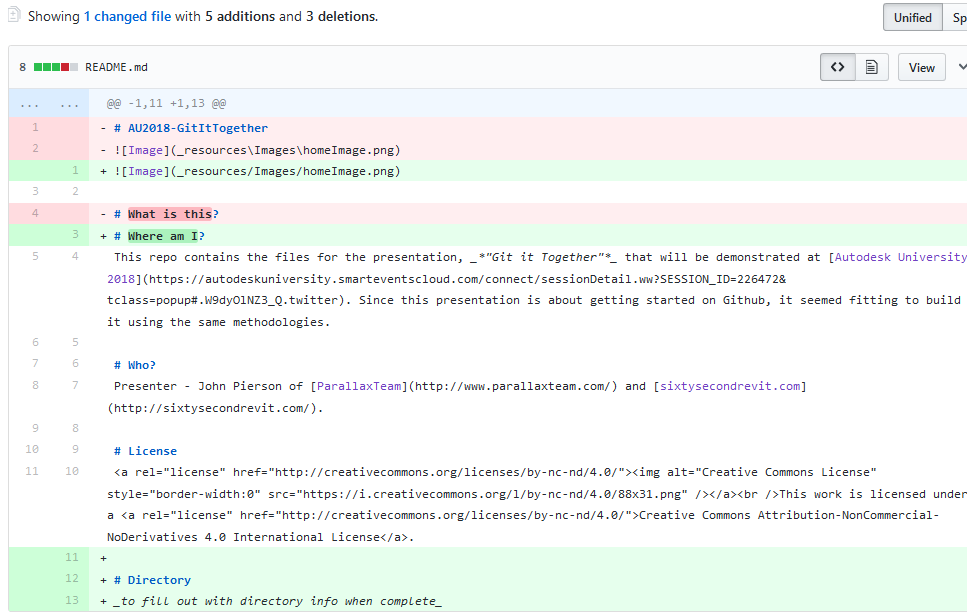 Showing 1 changed file with 5 additions and 3 deletions.
Unified Sp
8 README.md
<> View
... ... @@ -1,11 +1,13 @@
1 - # AU2018-GitItTogether
2 - ![Image](_resources\Images\homeImage.png)
1 + ![Image](_resources/Images/homeImage.png)
3 2
4 - # What is this?
3 + # Where am I?
5 4 This repo contains the files for the presentation, _*"Git it Together"*_ that will be demonstrated at [Autodesk University
2018](https://autodeskuniversity.smarteventscloud.com/connect/sessionDetail.ww?SESSION_ID=226472&
tclass=popup#.W9dyOlNZ3_Q.twitter). Since this presentation is about getting started on Github, it seemed fitting to build
it using the same methodologies.
6 5
7 6 # Who?
8 7 Presenter - John Pierson of [ParallaxTeam](http://www.parallaxteam.com/) and [sixtysecondrevit.com]
(http://sixtysecondrevit.com/).
9 8
10 9 # License
11 10 <a rel="license" href="http://creativecommons.org/licenses/by-nc-nd/4.0/"><img alt="Creative Commons License"
style="border-width:0" src="https://i.creativecommons.org/l/by-nc-nd/4.0/88x31.png" /></a><br />This work is licensed under
a <a rel="license" href="http://creativecommons.org/licenses/by-nc-nd/4.0/">Creative Commons Attribution-NonCommercial-
NoDerivatives 4.0 International License</a>.
11 +
12 + # Directory
13 + _to fill out with directory info when complete_